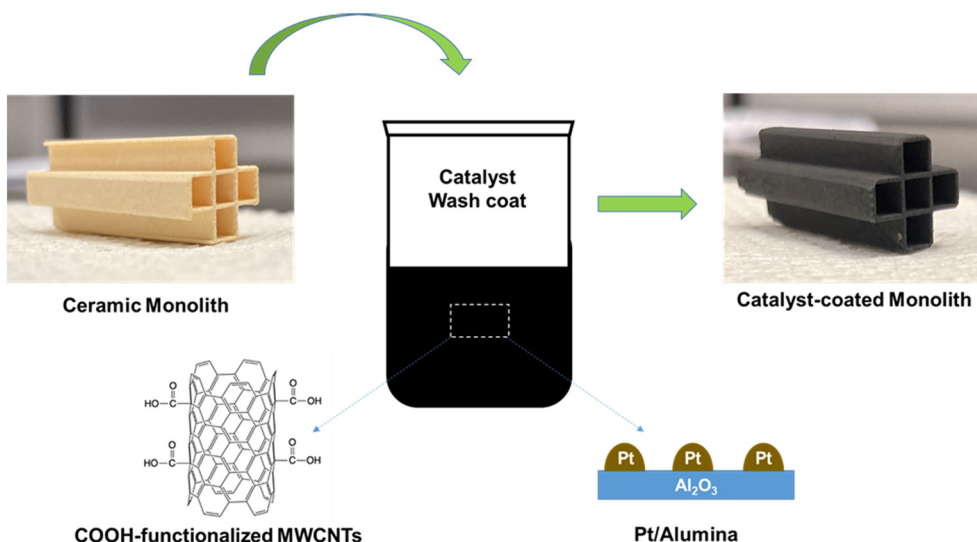 Catalyst
Wash coat
Ceramic Monolith
Catalyst-coated Monolith
O
C
HO
O
C
OH
O
C
HO
O
C
OH
Pt
Pt
Pt
Al₂O₃
COOH-functionalized MWCNTs
Pt/Alumina